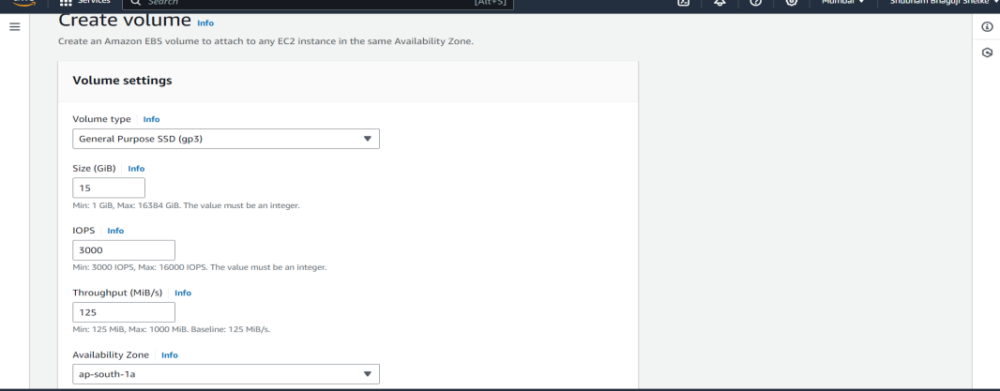 Services
Search
[Alt+S]
Mumbai
Shubham Bhaguji Shelke
Create volume Info
Create an Amazon EBS volume to attach to any EC2 instance in the same Availability Zone.
Volume settings
Volume type Info
General Purpose SSD (gp3)
Size (GiB) Info
15
Min: 1 GiB, Max: 16384 GiB. The value must be an integer.
IOPS Info
3000
Min: 3000 IOPS, Max: 16000 IOPS. The value must be an integer.
Throughput (MiB/s) Info
125
Min: 125 MiB, Max: 1000 MiB. Baseline: 125 MiB/s.
Availability Zone Info
ap-south-1a